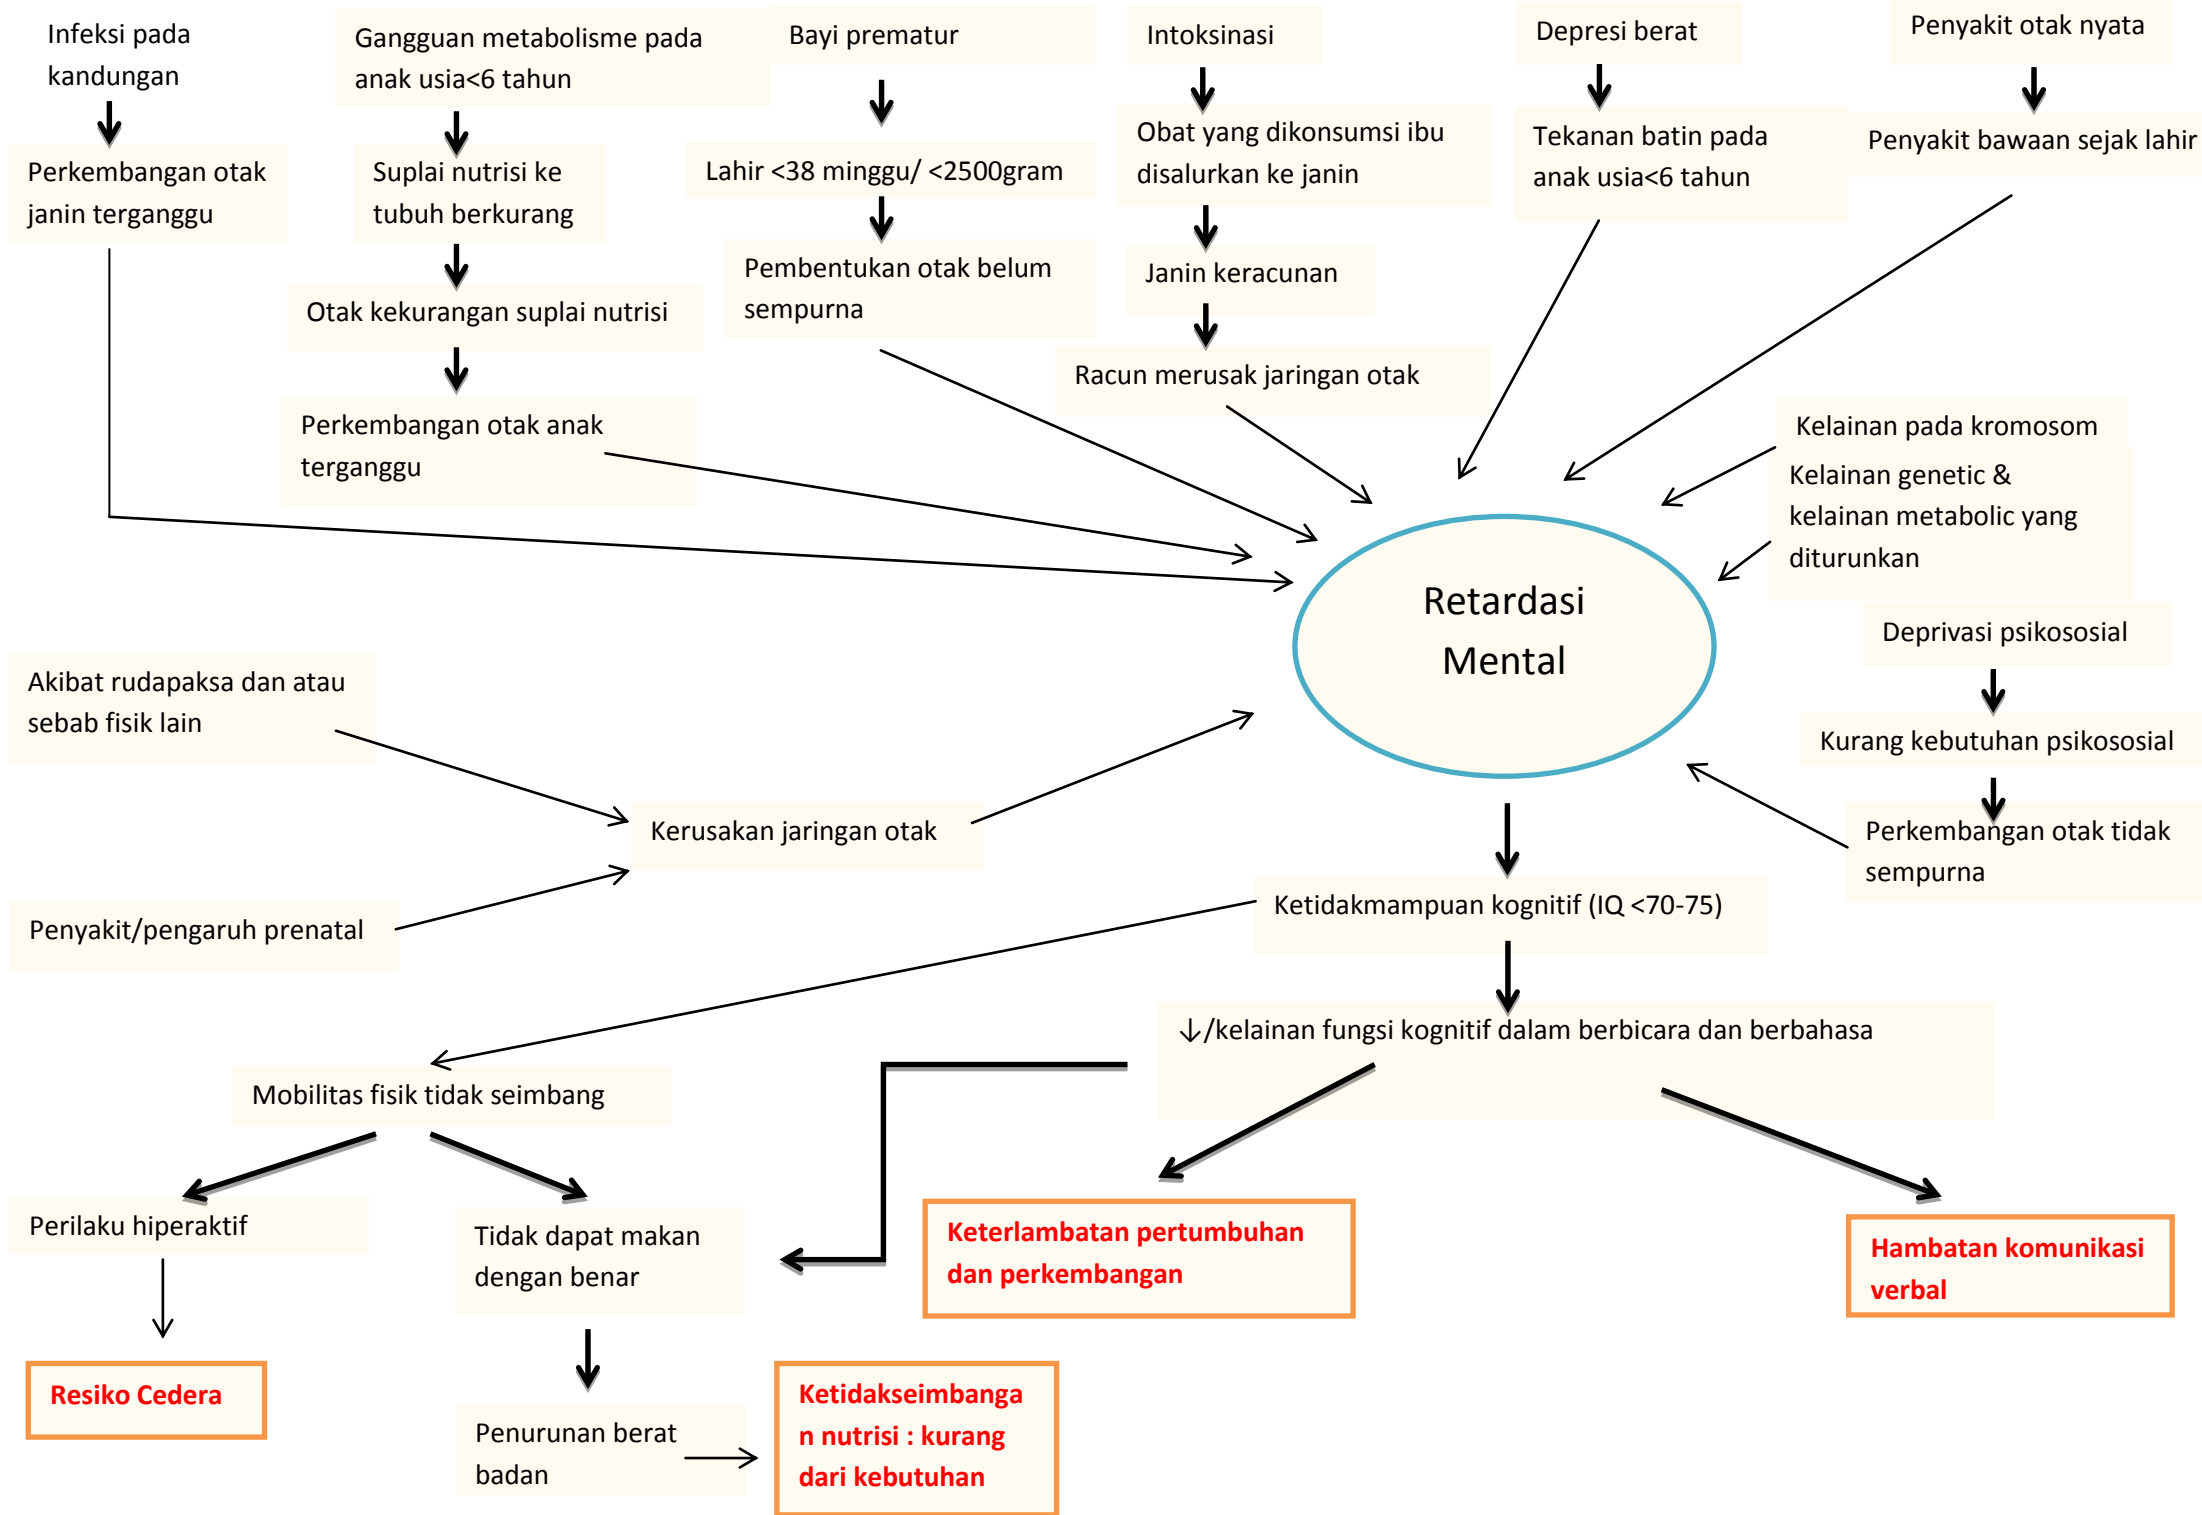 Infeksi pada
kandungan
Gangguan metabolisme pada
anak usia<6 tahun
Bayi prematur
Intoksinasi
Depresi berat
Penyakit otak nyata
Perkembangan otak
janin terganggu
Suplai nutrisi ke
tubuh berkurang
Lahir <38 minggu/ <2500gram
Obat yang dikonsumsi ibu
disalurkan ke janin
Tekanan batin pada
anak usia<6 tahun
Penyakit bawaan sejak lahir
Otak kekurangan suplai nutrisi
Pembentukan otak belum
sempurna
Janin keracunan
Racun merusak jaringan otak
Perkembangan otak anak
terganggu
Kelainan pada kromosom
Kelainan genetic &
kelainan metabolic yang
diturunkan
Retardasi
Mental
Deprivasi psikososial
Kurang kebutuhan psikososial
Perkembangan otak tidak
sempurna
Akibat rudapaksa dan atau
sebab fisik lain
Kerusakan jaringan otak
Penyakit/pengaruh prenatal
Ketidakmampuan kognitif (IQ <70-75)
↓/kelainan fungsi kognitif dalam berbicara dan berbahasa
Mobilitas fisik tidak seimbang
Perilaku hiperaktif
Tidak dapat makan
dengan benar
Keterlambatan pertumbuhan
dan perkembangan
Hambatan komunikasi
verbal
Resiko Cedera
Penurunan berat
badan
Ketidakseimbanga
n nutrisi : kurang
dari kebutuhan